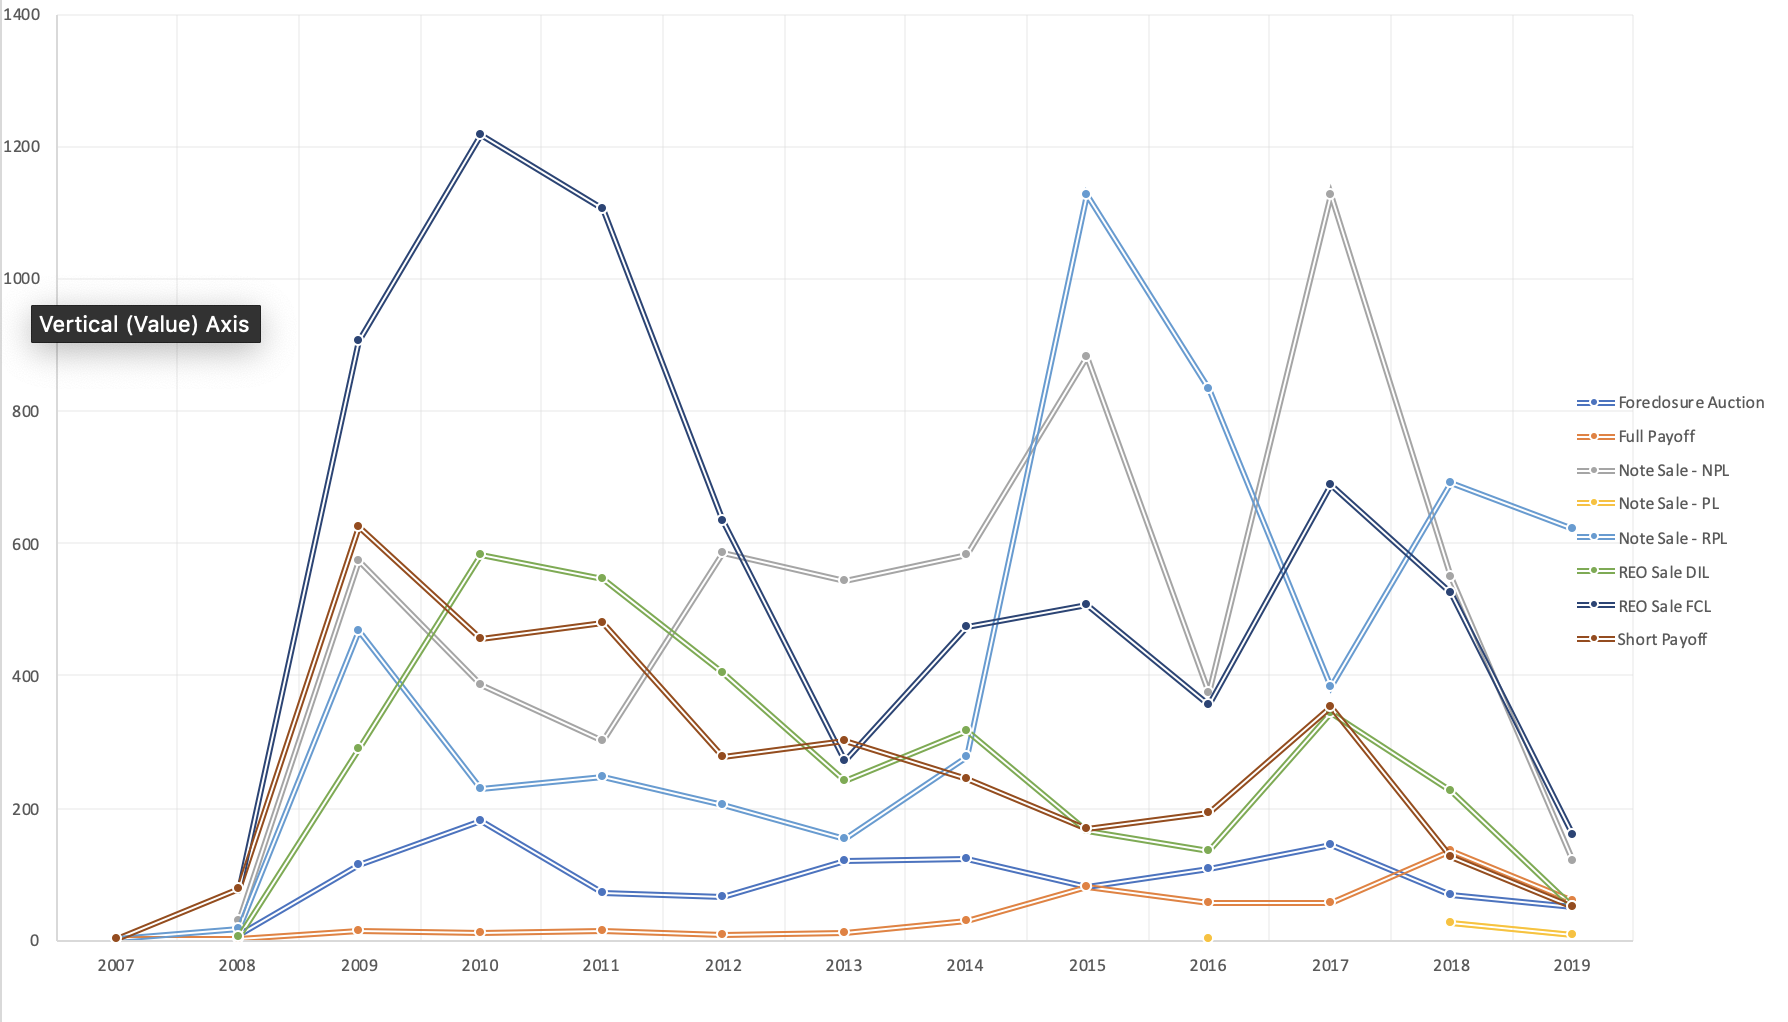 1400
1200
1000
Vertical (Value) Axis
800
600
400
200
0
2007 2008 2009 2010 2011 2012 2013 2014 2015 2016 2017 2018 2019
Foreclosure Auction
Full Payoff
Note Sale - NPL
Note Sale - PL
Note Sale - RPL
REO Sale DIL
REO Sale FCL
Short Payoff